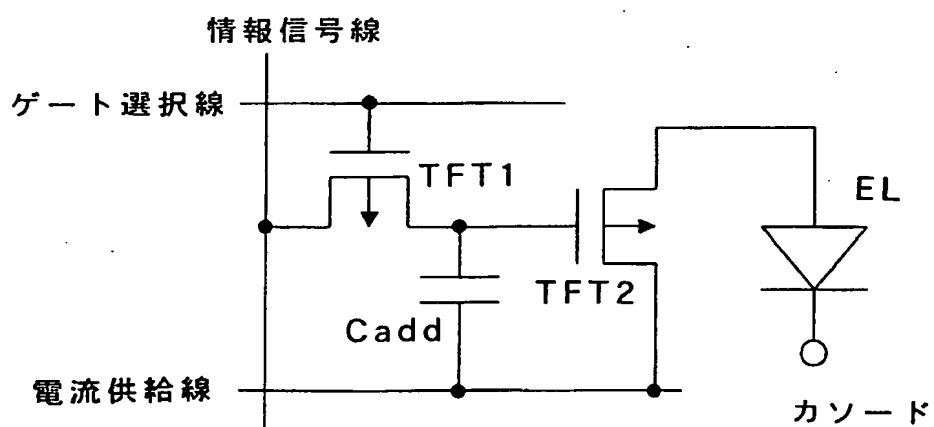 情報信号線
ゲート選択線
TFT1
EL
TFT2
Cadd
電流供給線
カソード